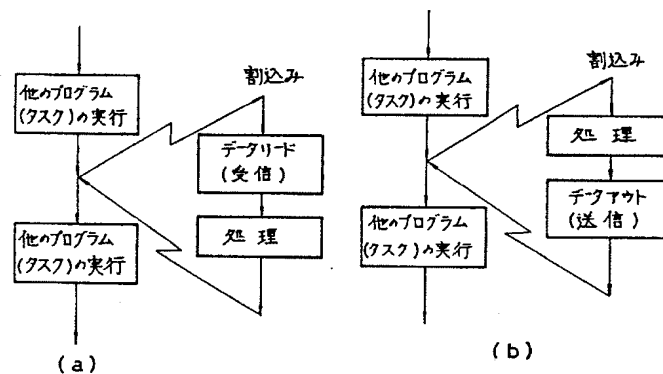 他のプログラム
(タスク)の実行
割込み
データリード
(受信)
処理
他のプログラム
(タスク)の実行
(a)
他のプログラム
(タスク)の実行
割込み
処理
データアウト
(送信)
他のプログラム
(タスク)の実行
(b)